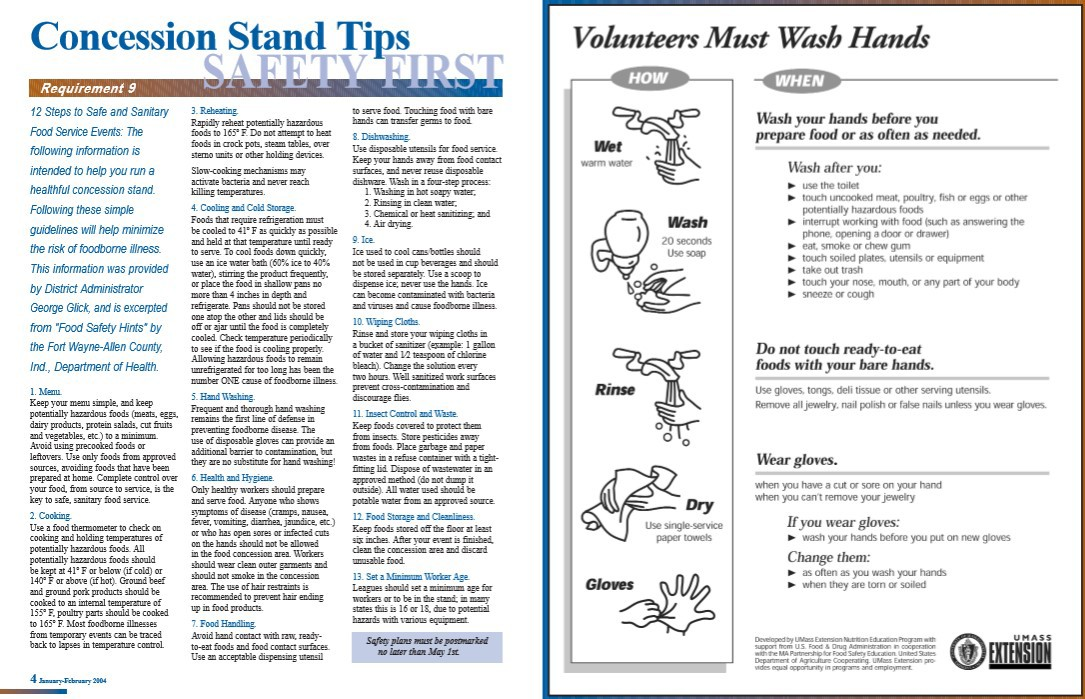 Concession Stand Tips
SAFETY FIRST
Requirement 9
12 Steps to Safe and Sanitary
Food Service Events: The
following information is
intended to help you run a
healthful concession stand.
Following these simple
guidelines will help minimize
the risk of foodborne illness.
This information was provided
by District Administrator
George Glick, and is excerpted
from "Food Safety Hints" by
the Fort Wayne-Allen County,
Ind., Department of Health.
1. Menu.
Keep your menu simple, and keep
potentially hazardous foods (meats, eggs,
dairy products, protein salads, cut fruits
and vegetables, etc.) to a minimum.
Avoid using precooked foods or
leftovers. Use only foods from approved
sources, avoiding foods that have been
prepared at home. Complete control over
your food, from source to service, is the
key to safe, sanitary food service.
2. Cooking.
Use a food thermometer to check on
cooking and holding temperatures of
potentially hazardous foods. All
potentially hazardous foods should
be kept at 41° F or below (if cold) or
140° F or above (if hot). Ground beef
and ground pork products should be
cooked to an internal temperature of
155° F, poultry parts should be cooked
to 165° F. Most foodborne illnesses
from temporary events can be traced
back to lapses in temperature control.
3. Reheating.
Rapidly reheat potentially hazardous
foods to 165° F. Do not attempt to heat
foods in crock pots, steam tables, over
sterno units or other holding devices.
Slow-cooking mechanisms may
activate bacteria and never reach
killing temperatures.
4. Cooling and Cold Storage.
Foods that require refrigeration must
be cooled to 41° F as quickly as possible
and held at that temperature until ready
to serve. To cool foods down quickly,
use an ice water bath (60% ice to 40%
water), stirring the product frequently,
or place the food in shallow pans no
more than 4 inches in depth and
refrigerate. Pans should not be stored
one atop the other and lids should be
off or ajar until the food is completely
cooled. Check temperature periodically
to see if the food is cooling properly.
Allowing hazardous foods to remain
unrefrigerated for too long has been the
number ONE cause of foodborne illness.
5. Hand Washing.
Frequent and thorough hand washing
remains the first line of defense in
preventing foodborne disease. The
use of disposable gloves can provide an
additional barrier to contamination, but
they are no substitute for hand washing!
6. Health and Hygiene.
Only healthy workers should prepare
and serve food. Anyone who shows
symptoms of disease (cramps, nausea,
fever, vomiting, diarrhea, jaundice, etc.)
or who has open sores or infected cuts
on the hands should not be allowed
in the food concession area. Workers
should wear clean outer garments and
should not smoke in the concession
area. The use of hair restraints is
recommended to prevent hair ending
up in food products.
7. Food Handling.
Avoid hand contact with raw, ready-
to-eat foods and food contact surfaces.
Use an acceptable dispensing utensil
to serve food. Touching food with bare
hands can transfer germs to food.
8. Dishwashing.
Use disposable utensils for food service.
Keep your hands away from food contact
surfaces, and never reuse disposable
dishware. Wash in a four-step process:
1. Washing in hot soapy water;
2. Rinsing in clean water;
3. Chemical or heat sanitizing; and
4. Air drying.
9. Ice.
Ice used to cool cans/bottles should
not be used in cup beverages and should
be stored separately. Use a scoop to
dispense ice; never use the hands. Ice
can become contaminated with bacteria
and viruses and cause foodborne illness.
10. Wiping Cloths.
Rinse and store your wiping cloths in
a bucket of sanitizer (example: 1 gallon
of water and 1/2 teaspoon of chlorine
bleach). Change the solution every
two hours. Well sanitized work surfaces
prevent cross-contamination and
discourage flies.
11. Insect Control and Waste.
Keep foods covered to protect them
from insects. Store pesticides away
from foods. Place garbage and paper
wastes in a refuse container with a tight-
fitting lid. Dispose of wastewater in an
approved method (do not dump it
outside). All water used should be
potable water from an approved source.
12. Food Storage and Cleanliness.
Keep foods stored off the floor at least
six inches. After your event is finished,
clean the concession area and discard
unusable food.
13. Set a Minimum Worker Age.
Leagues should set a minimum age for
workers or to be in the stand; in many
states this is 16 or 18, due to potential
hazards with various equipment.
Safety plans must be postmarked
no later than May 1st.
4 January-February 2004
Volunteers Must Wash Hands
HOW
Wet
warm water
Wash
20 seconds
Use soap
Rinse
Dry
Use single-service
paper towels
Gloves
WHEN
Wash your hands before you
prepare food or as often as needed.
Wash after you:
► use the toilet
► touch uncooked meat, poultry, fish or eggs or other
potentially hazardous foods
► interrupt working with food (such as answering the
phone, opening a door or drawer)
► eat, smoke or chew gum
► touch soiled plates, utensils or equipment
► take out trash
► touch your nose, mouth, or any part of your body
► sneeze or cough
Do not touch ready-to-eat
foods with your bare hands.
Use gloves, tongs, deli tissue or other serving utensils.
Remove all jewelry, nail polish or false nails unless you wear gloves.
Wear gloves.
when you have a cut or sore on your hand
when you can't remove your jewelry
If you wear gloves:
► wash your hands before you put on new gloves
Change them:
► as often as you wash your hands
► when they are torn or soiled
Developed by UMass Extension Nutrition Education Program with
support from U.S. Food & Drug Administration in cooperation
with the MA Partnership for Food Safety Education. United States
Department of Agriculture Cooperating. UMass Extension pro-
vides equal opportunity in programs and employment.
UMASS
EXTENSION